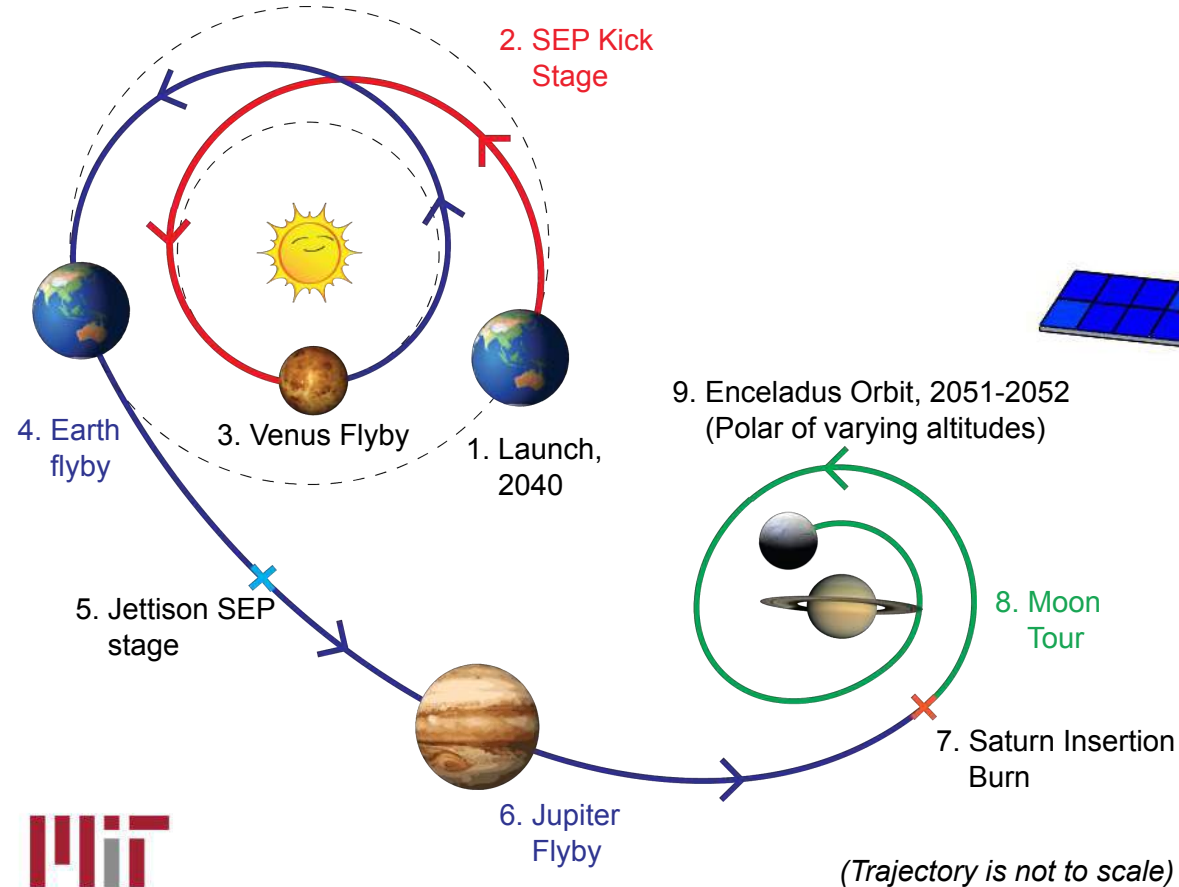 2. SEP Kick
Stage
4. Earth
flyby
3. Venus Flyby
1. Launch,
2040
9. Enceladus Orbit, 2051-2052
(Polar of varying altitudes)
5. Jettison SEP
stage
8. Moon
Tour
7. Saturn Insertion
Burn
6. Jupiter
Flyby
MiT
(Trajectory is not to scale)